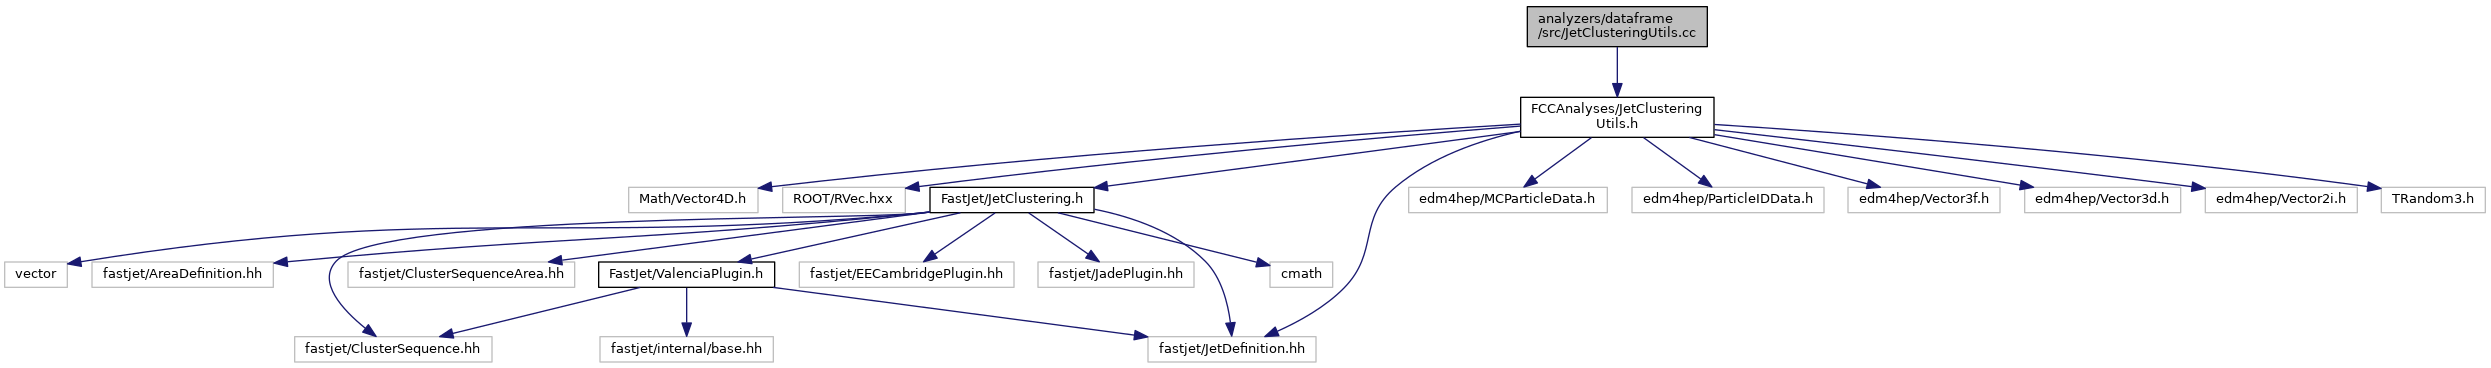 analyzers/dataframe
/src/JetClusteringUtils.cc
FCCAnalyses/JetClustering
Utils.h
Math/Vector4D.h
ROOT/RVec.hxx
FastJet/JetClustering.h
edm4hep/MCParticleData.h
edm4hep/ParticleIDData.h
edm4hep/Vector3f.h
edm4hep/Vector3d.h
edm4hep/Vector2i.h
TRandom3.h
vector
fastjet/AreaDefinition.hh
fastjet/ClusterSequenceArea.hh
FastJet/ValenciaPlugin.h
fastjet/EECambridgePlugin.hh
fastjet/JadePlugin.hh
cmath
fastjet/ClusterSequence.hh
fastjet/internal/base.hh
fastjet/JetDefinition.hh